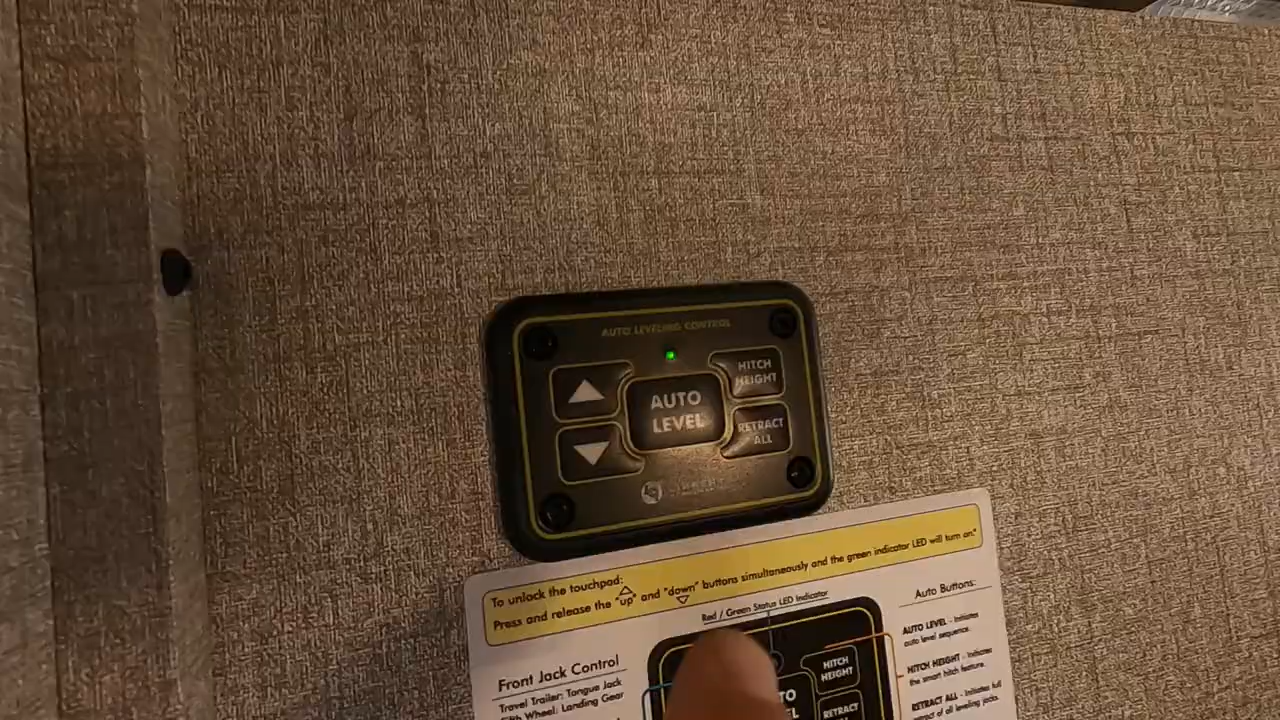 AUTO LEVELING CONTROL
HITCH
HEIGHT
AUTO
LEVEL
RETRACT
ALL
To unlock the touchpad:
Press and release the "up" and "down" buttons simultaneously and the green indicator LED will turn on.*
Red / Green Status LED Indicator
Auto Buttons:
AUTO LEVEL - Initiates
auto level sequence.
HITCH HEIGHT - Initiates
the smart hitch feature.
RETRACT ALL - Initiates full
retract of all leveling jacks.
Front Jack Control
Travel Trailer: Tongue Jack
Fifth Wheel: Landing Gear
HITCH
HEIGHT
RETRACT